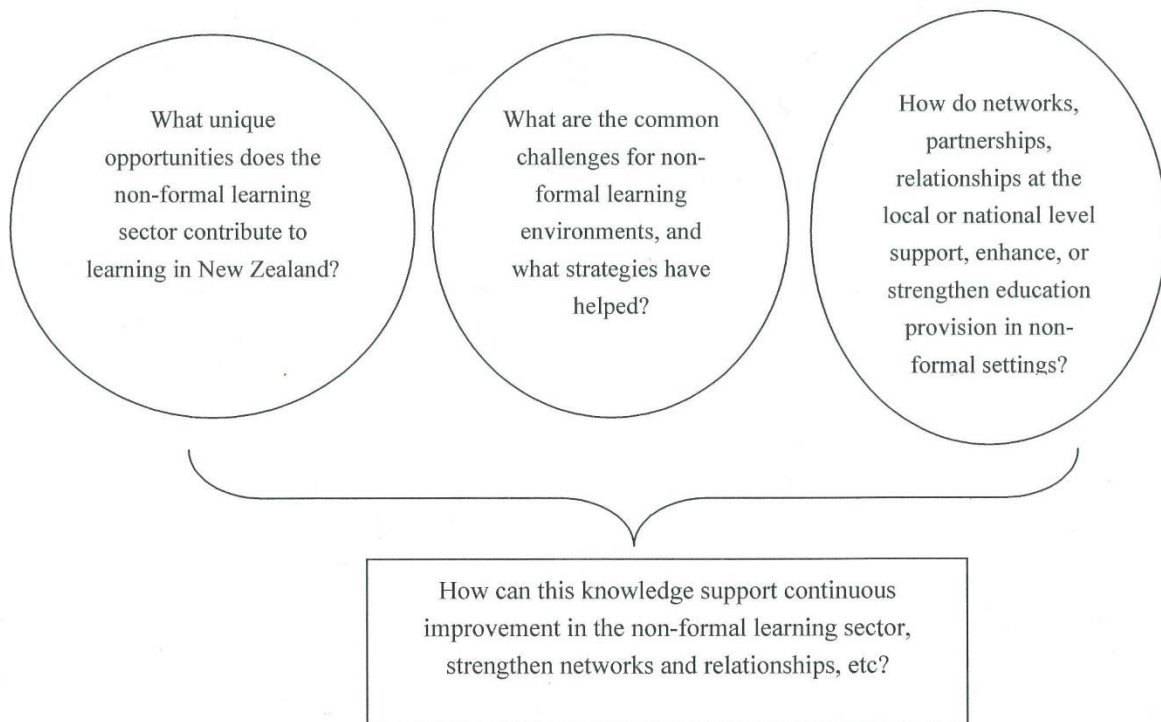 What unique
opportunities does the
non-formal learning
sector contribute to
learning in New Zealand?
What are the common
challenges for non-
formal learning
environments, and
what strategies have
helped?
How do networks,
partnerships,
relationships at the
local or national level
support, enhance, or
strengthen education
provision in non-
formal settings?
How can this knowledge support continuous
improvement in the non-formal learning sector,
strengthen networks and relationships, etc?